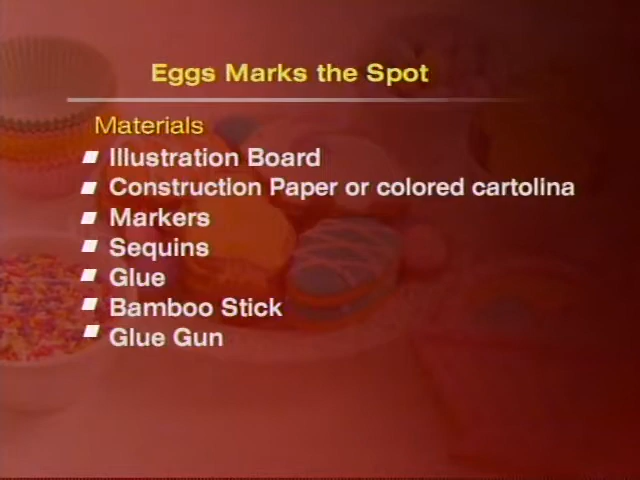 Eggs Marks the Spot
Materials
Illustration Board
Construction Paper or colored cartolina
Markers
Sequins
Glue
Bamboo Stick
Glue Gun